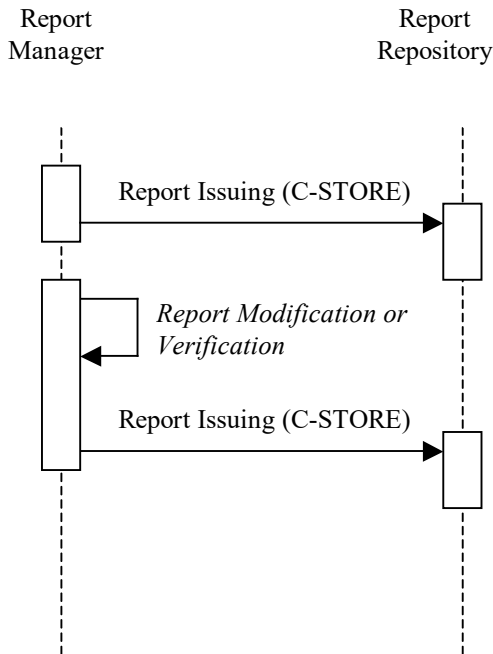 Report
Manager
Report
Repository
Report Issuing (C-STORE)
Report Modification or
Verification
Report Issuing (C-STORE)